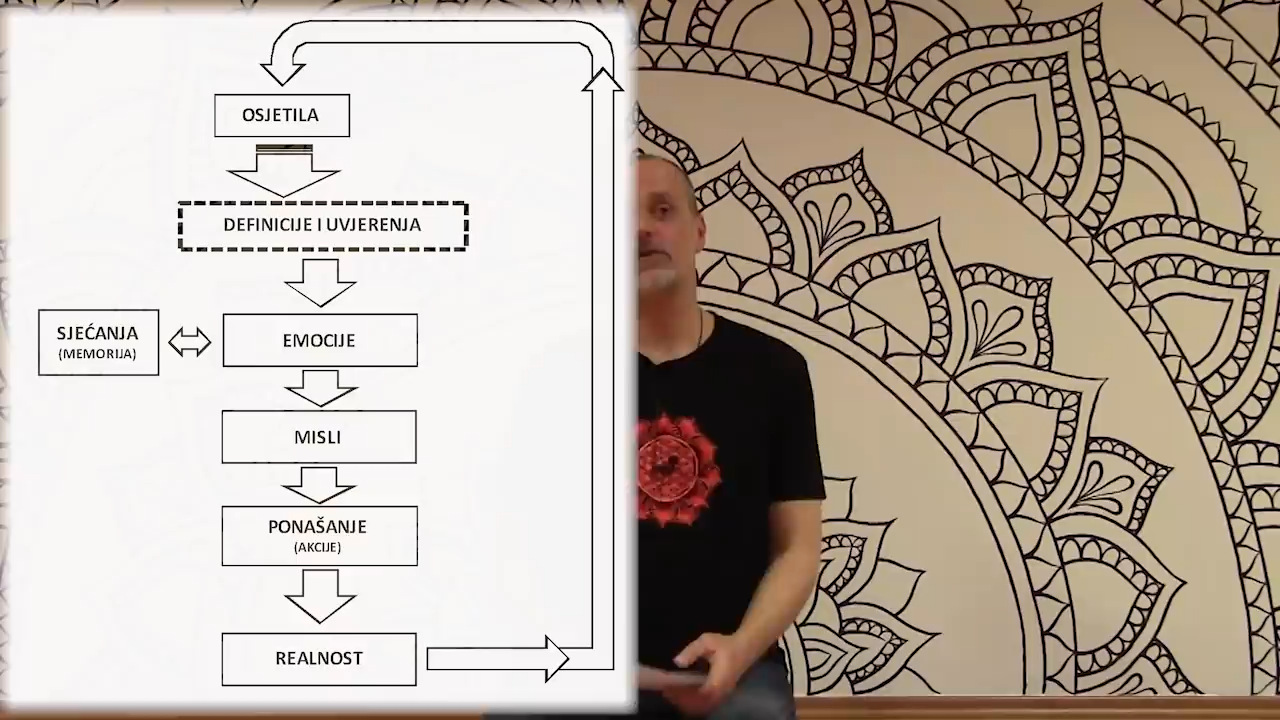 OSJETILA
DEFINICIJE I UVJERENJA
SJEĆANJA
(MEMORIJA)
EMOCIJE
MISLI
PONAŠANJE
(AKCIJE)
REALNOST